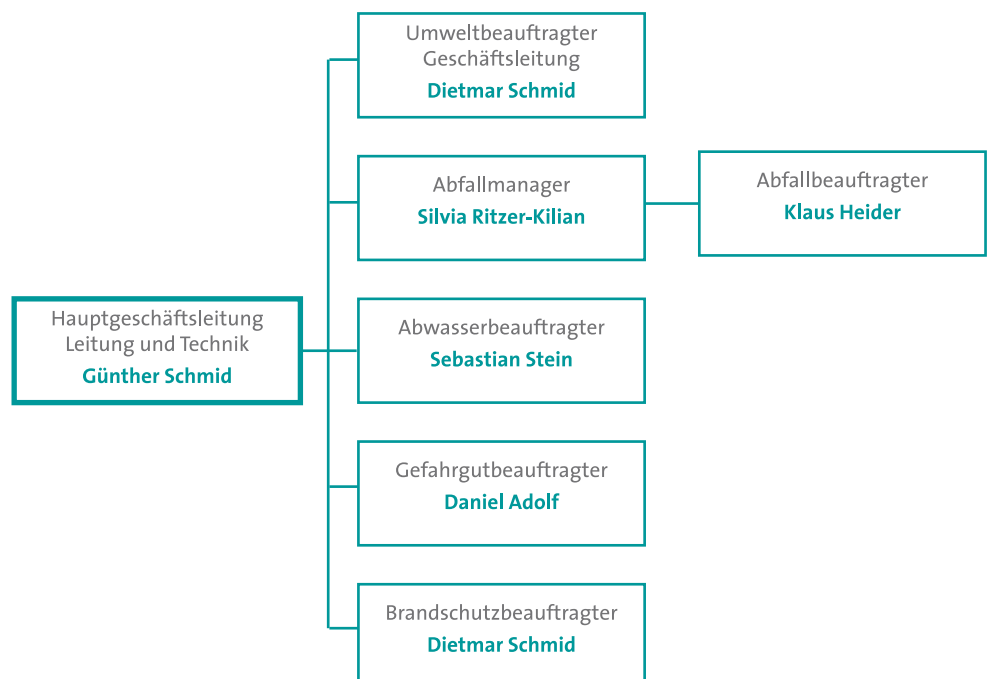 Umweltbeauftragter
Geschäftsleitung
Dietmar Schmid
Abfallmanager
Silvia Ritzer-Kilian
Abfallbeauftragter
Klaus Heider
Hauptgeschäftsleitung
Leitung und Technik
Günther Schmid
Abwasserbeauftragter
Sebastian Stein
Gefahrgutbeauftragter
Daniel Adolf
Brandschutzbeauftragter
Dietmar Schmid